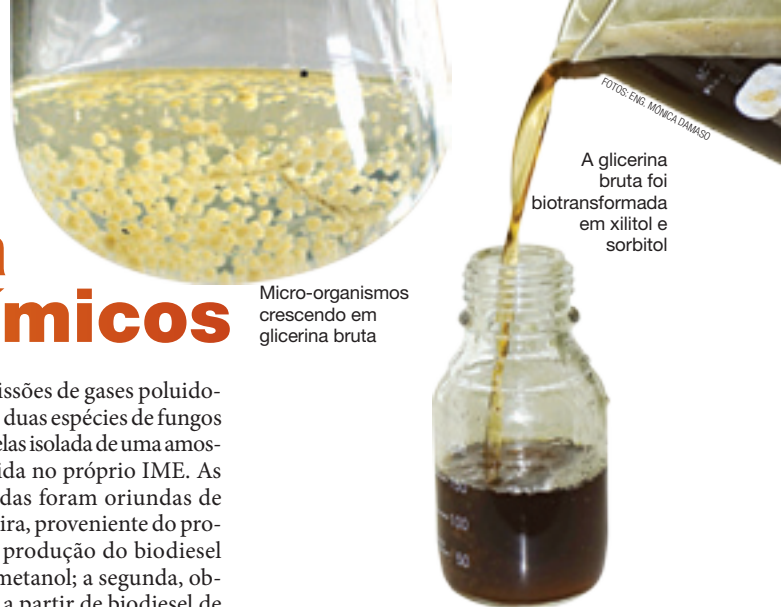 FOTOS: ENG. MÔNICA DAMASO
A glicerina
bruta foi
biotransformada
em xilitol e
sorbitol
Micro-organismos
crescendo em
glicerina bruta
ímicos
issões de gases poluido-
duas espécies de fungos
elas isolada de uma amos-
ida no próprio IME. As
das foram oriundas de
ira, proveniente do pro-
produção do biodiesel
metanol; a segunda, ob-
a partir de biodiesel de
100
50